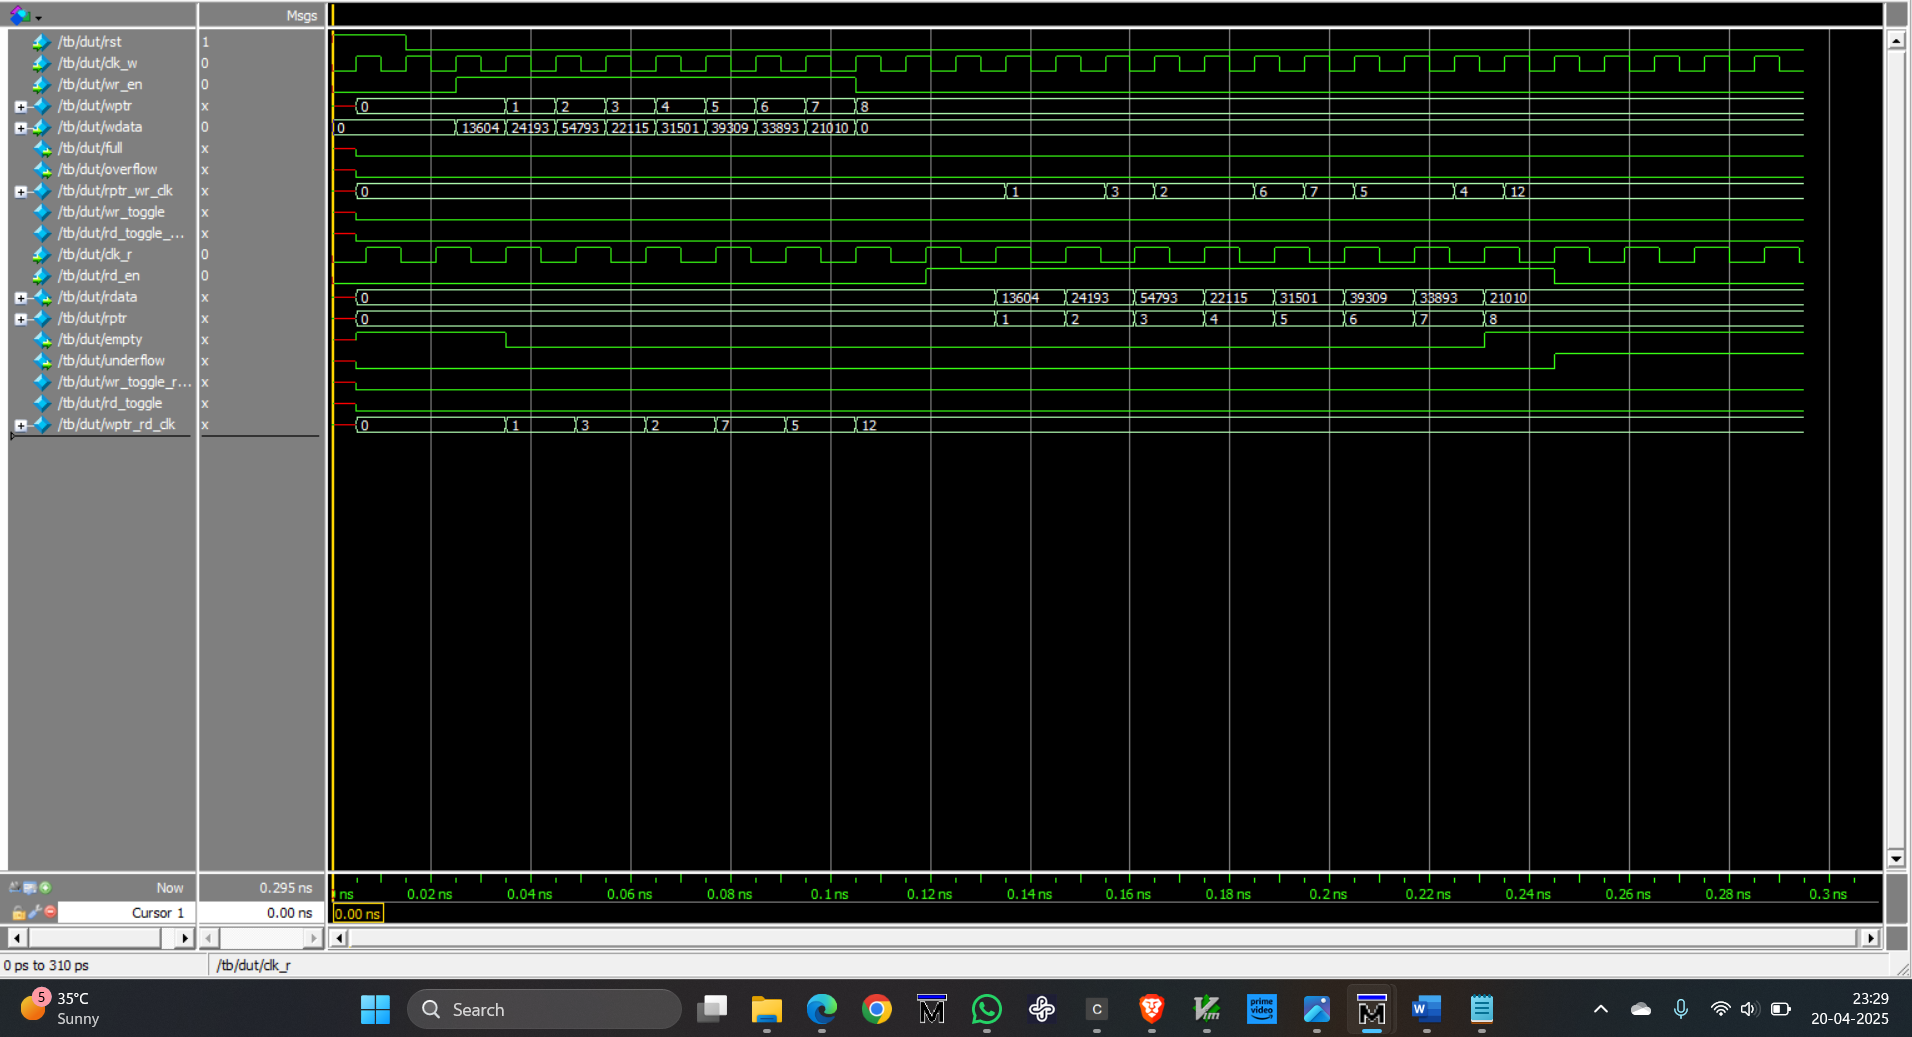 Msgs
/tb/dut/rst 1
/tb/dut/clk_w 0
/tb/dut/wr_en 0
/tb/dut/wptr x 0 1 2 3 4 5 6 7 8
/tb/dut/wdata 0 0 13604 24193 54793 22115 31501 39309 33893 21010 0
/tb/dut/full x
/tb/dut/overflow x
/tb/dut/rptr_wr_clk x 0 1 3 2 6 7 5 4 12
/tb/dut/wr_toggle x
/tb/dut/rd_toggle_... x
/tb/dut/clk_r 0
/tb/dut/rd_en 0
/tb/dut/rdata x 0 13604 24193 54793 22115 31501 39309 33893 21010
/tb/dut/rptr x 0 1 2 3 4 5 6 7 8
/tb/dut/empty x
/tb/dut/underflow x
/tb/dut/wr_toggle_r... x
/tb/dut/rd_toggle x
/tb/dut/wptr_rd_clk x 0 1 3 2 7 5 12
Now 0.295 ns ns 0.02 ns 0.04 ns 0.06 ns 0.08 ns 0.1 ns 0.12 ns 0.14 ns 0.16 ns 0.18 ns 0.2 ns 0.22 ns 0.24 ns 0.26 ns 0.28 ns 0.3 ns
Cursor 1 0.00 ns 0.00 ns
0 ps to 310 ps /tb/dut/clk_r
5 35°C
Sunny
Search
C
prime video
W
Vim
23:29
20-04-2025